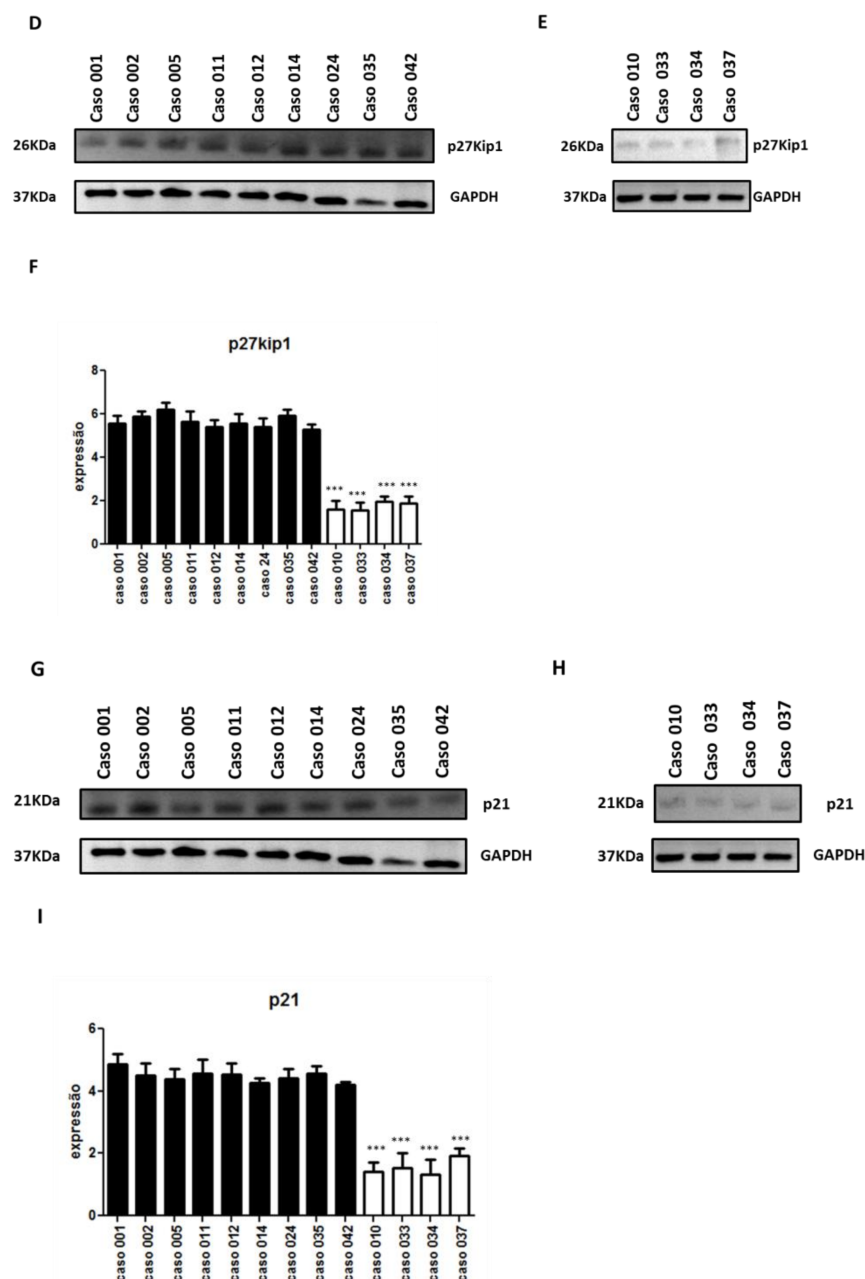 D
Caso 001 Caso 002 Caso 005 Caso 011 Caso 012 Caso 014 Caso 024 Caso 035 Caso 042
26KDa p27Kip1
37KDa GAPDH
E
Caso 010 Caso 033 Caso 034 Caso 037
26KDa p27Kip1
37KDa GAPDH
F
p27kip1
expressão
8
6
4
2
0
*** *** *** ***
caso 001 caso 002 caso 005 caso 011 caso 012 caso 014 caso 24 caso 035 caso 042 caso 010 caso 033 caso 034 caso 037
G
Caso 001 Caso 002 Caso 005 Caso 011 Caso 012 Caso 014 Caso 024 Caso 035 Caso 042
21KDa p21
37KDa GAPDH
H
Caso 010 Caso 033 Caso 034 Caso 037
21KDa p21
37KDa GAPDH
I
p21
expressão
6
4
2
0
*** *** *** ***
caso 001 caso 002 caso 005 caso 011 caso 012 caso 014 caso 024 caso 035 caso 042 caso 010 caso 033 caso 034 caso 037